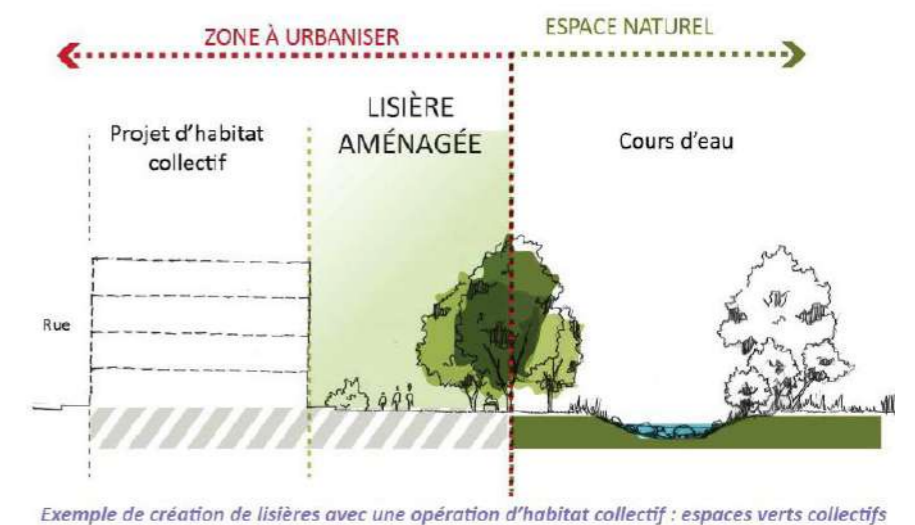 ZONE À URBANISER
ESPACE NATUREL
LISIÈRE
AMÉNAGÉE
Projet d'habitat
collectif
Cours d'eau
Rue
Exemple de création de lisières avec une opération d'habitat collectif : espaces verts collectifs